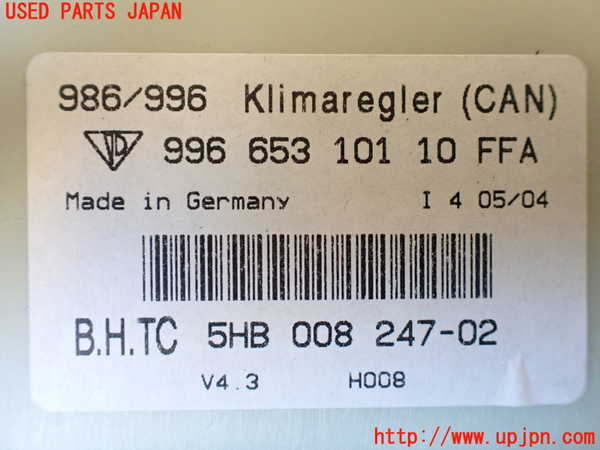 USED PARTS JAPAN
986/996 Klimaregler (CAN)
996 653 101 10 FFA
Made in Germany I 4 05/04
B.H.TC 5HB 008 247-02
V4.3 H008
http://www.upjpn.com